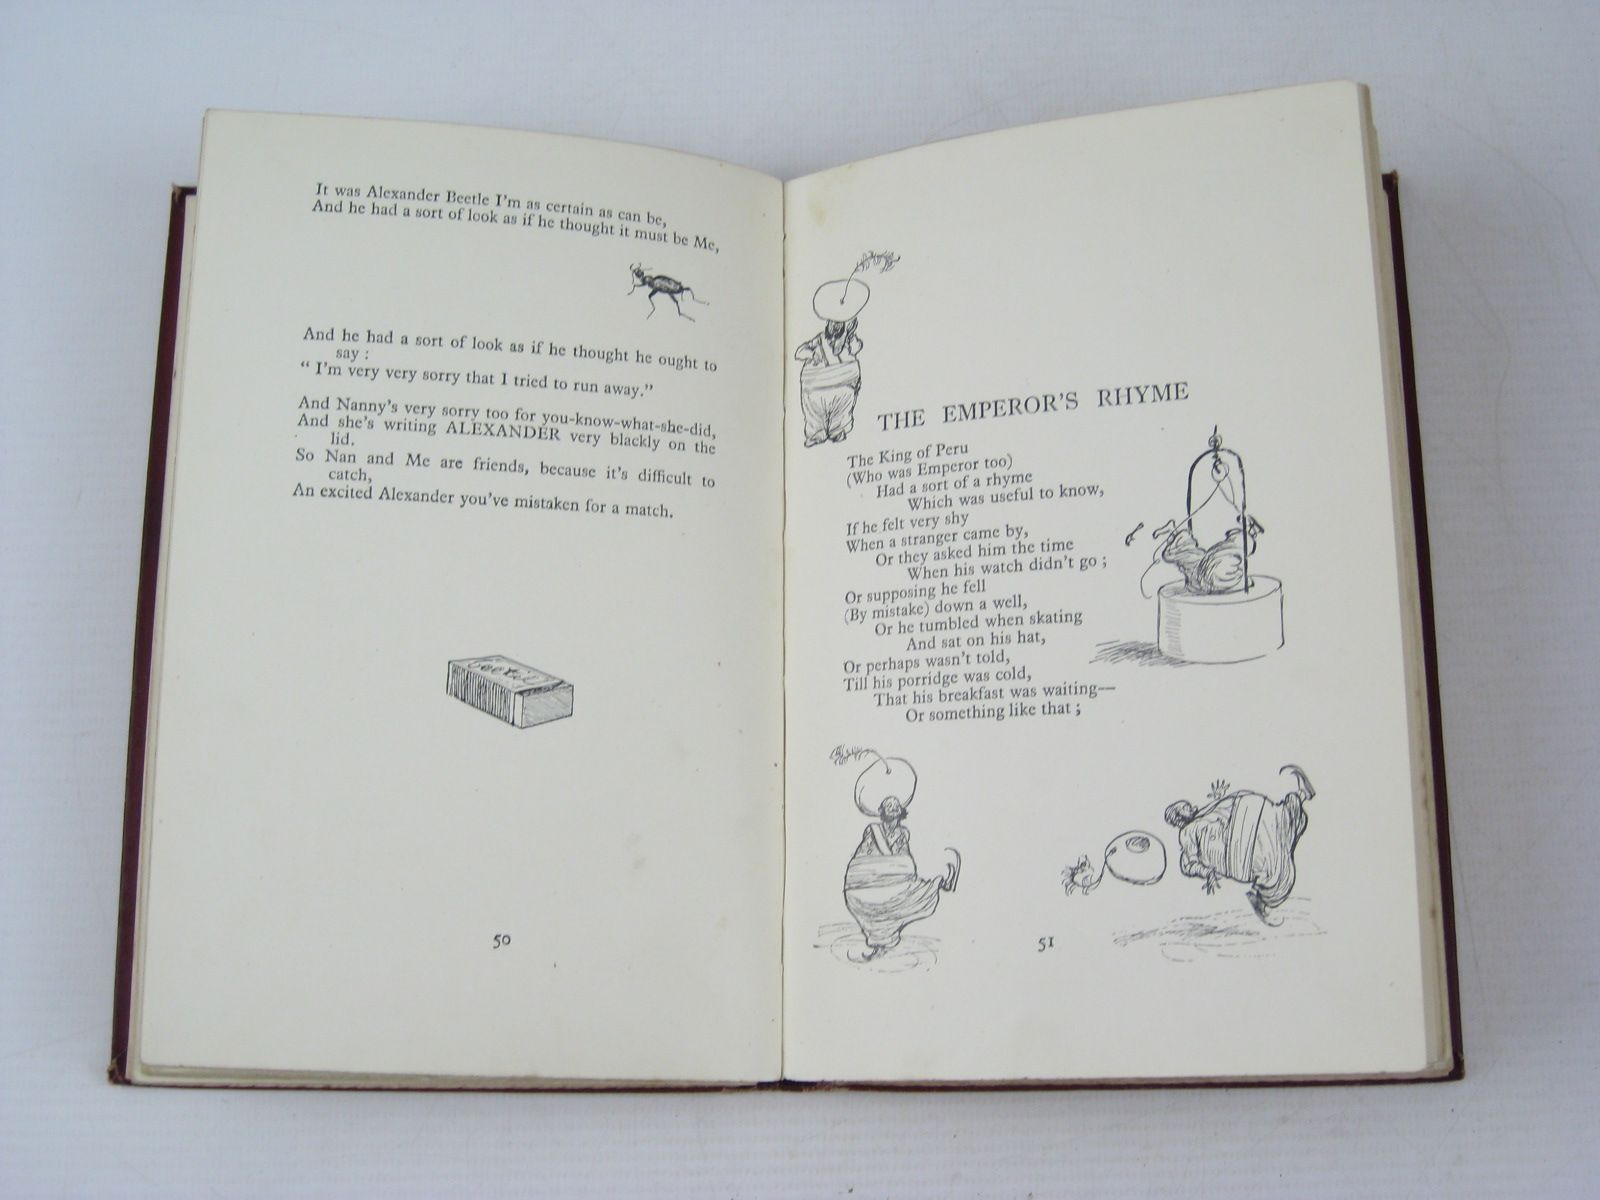 It was Alexander Beetle I'm as certain as can be,
And he had a sort of look as if he thought it must be Me,
And he had a sort of look as if he thought he ought to
say :
" I'm very very sorry that I tried to run away."
And Nanny's very sorry too for you-know-what-she-did,
And she's writing ALEXANDER very blackly on the
lid.
So Nan and Me are friends, because it's difficult to
catch,
An excited Alexander you've mistaken for a match.
50
THE EMPEROR'S RHYME
The King of Peru
(Who was Emperor too)
Had a sort of a rhyme
Which was useful to know,
If he felt very shy
When a stranger came by,
Or they asked him the time
When his watch didn't go ;
Or supposing he fell
(By mistake) down a well,
Or he tumbled when skating
And sat on his hat,
Or perhaps wasn't told,
Till his porridge was cold,
That his breakfast was waiting—
Or something like that ;
51